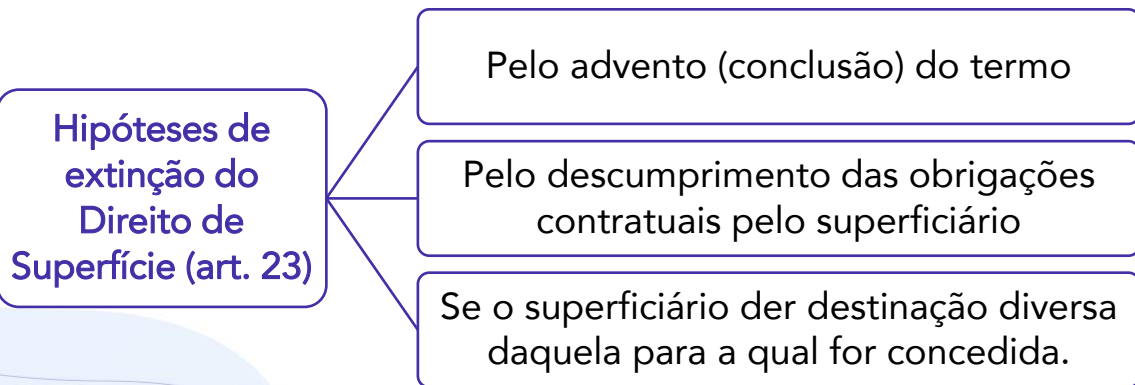 Hipóteses de
extinção do
Direito de
Superfície (art. 23)
Pelo advento (conclusão) do termo
Pelo descumprimento das obrigações
contratuais pelo superficiário
Se o superficiário der destinação diversa
daquela para a qual for concedida.